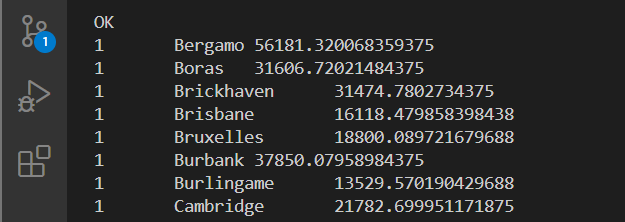 OK
1 Bergamo 56181.320068359375
1 Boras 31606.72021484375
1 Brickhaven 31474.7802734375
1 Brisbane 16118.479858398438
1 Bruxelles 18800.089721679688
1 Burbank 37850.07958984375
1 Burlingame 13529.570190429688
1 Cambridge 21782.699951171875
1